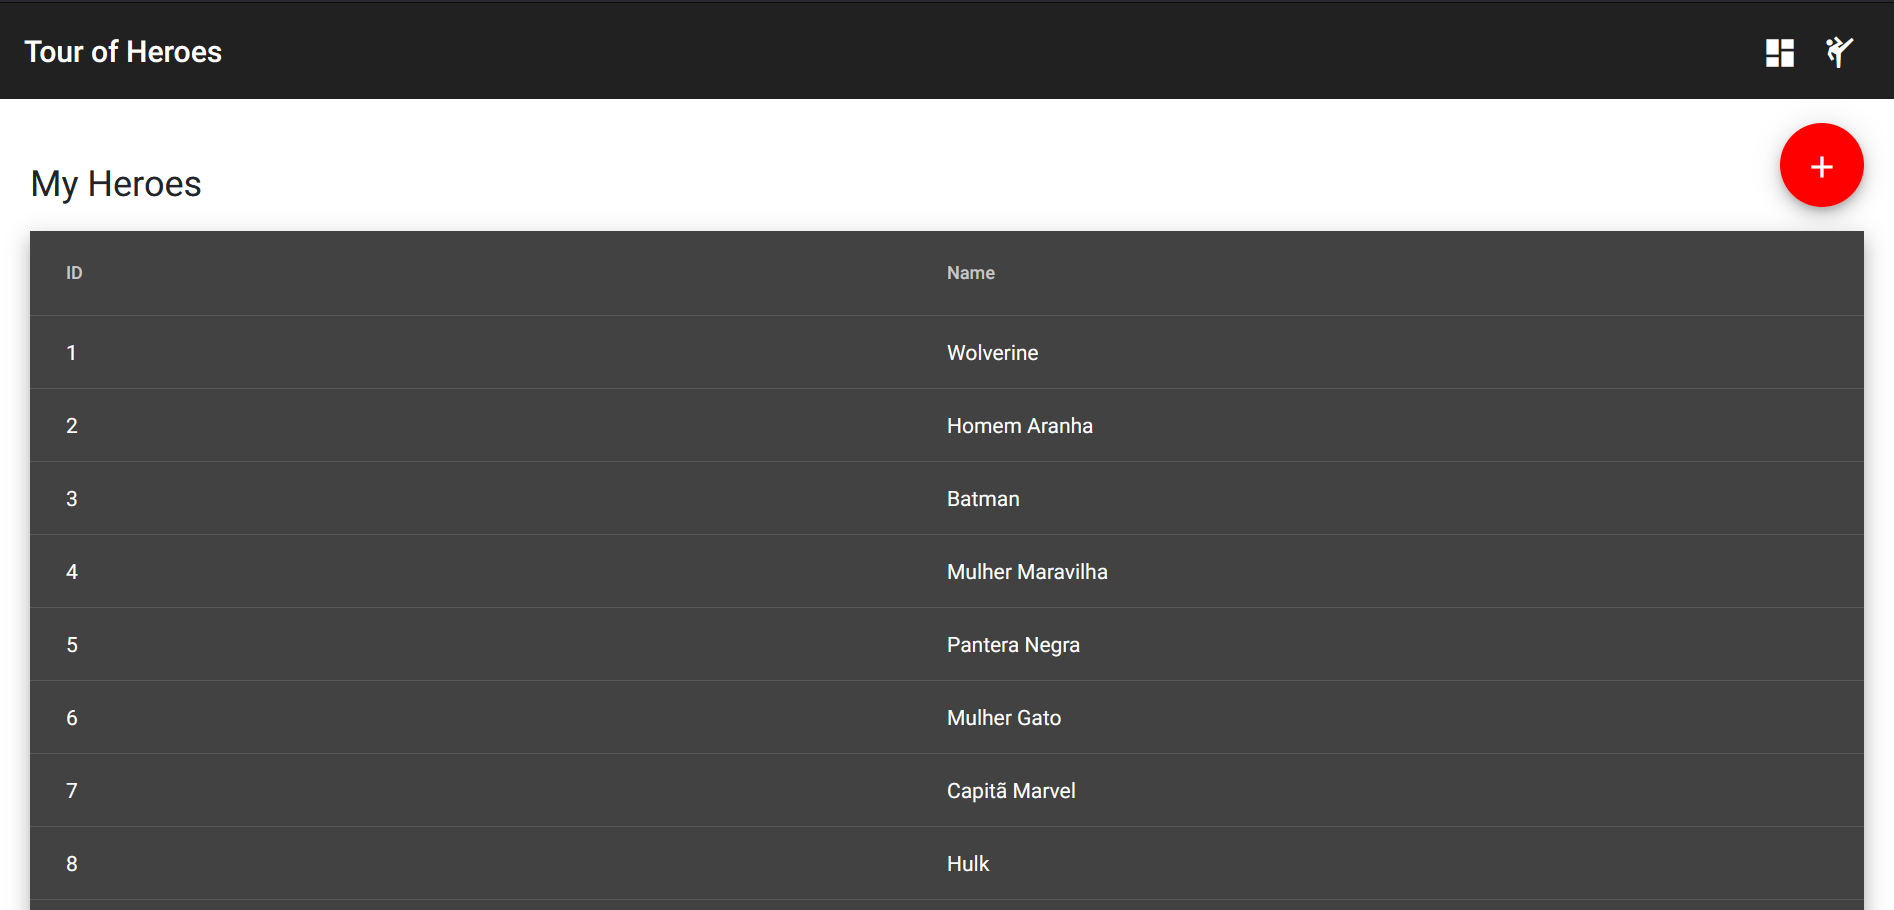 Tour of Heroes
+
My Heroes
ID Name
1 Wolverine
2 Homem Aranha
3 Batman
4 Mulher Maravilha
5 Pantera Negra
6 Mulher Gato
7 Capitã Marvel
8 Hulk